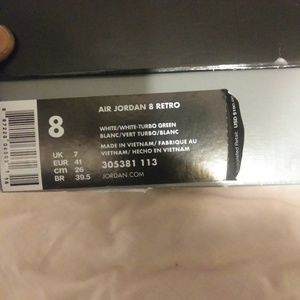 AIR JORDAN 8 RETRO
8
WHITE/WHITE-TURBO GREEN
BLANC/VERT TURBO/BLANC
UK 7
EUR 41
cm 26
BR 39.5
MADE IN VIETNAM/ FABRIQUE AU
VIETNAM/ HECHO EN VIETNAM
305381 113
JORDAN.COM